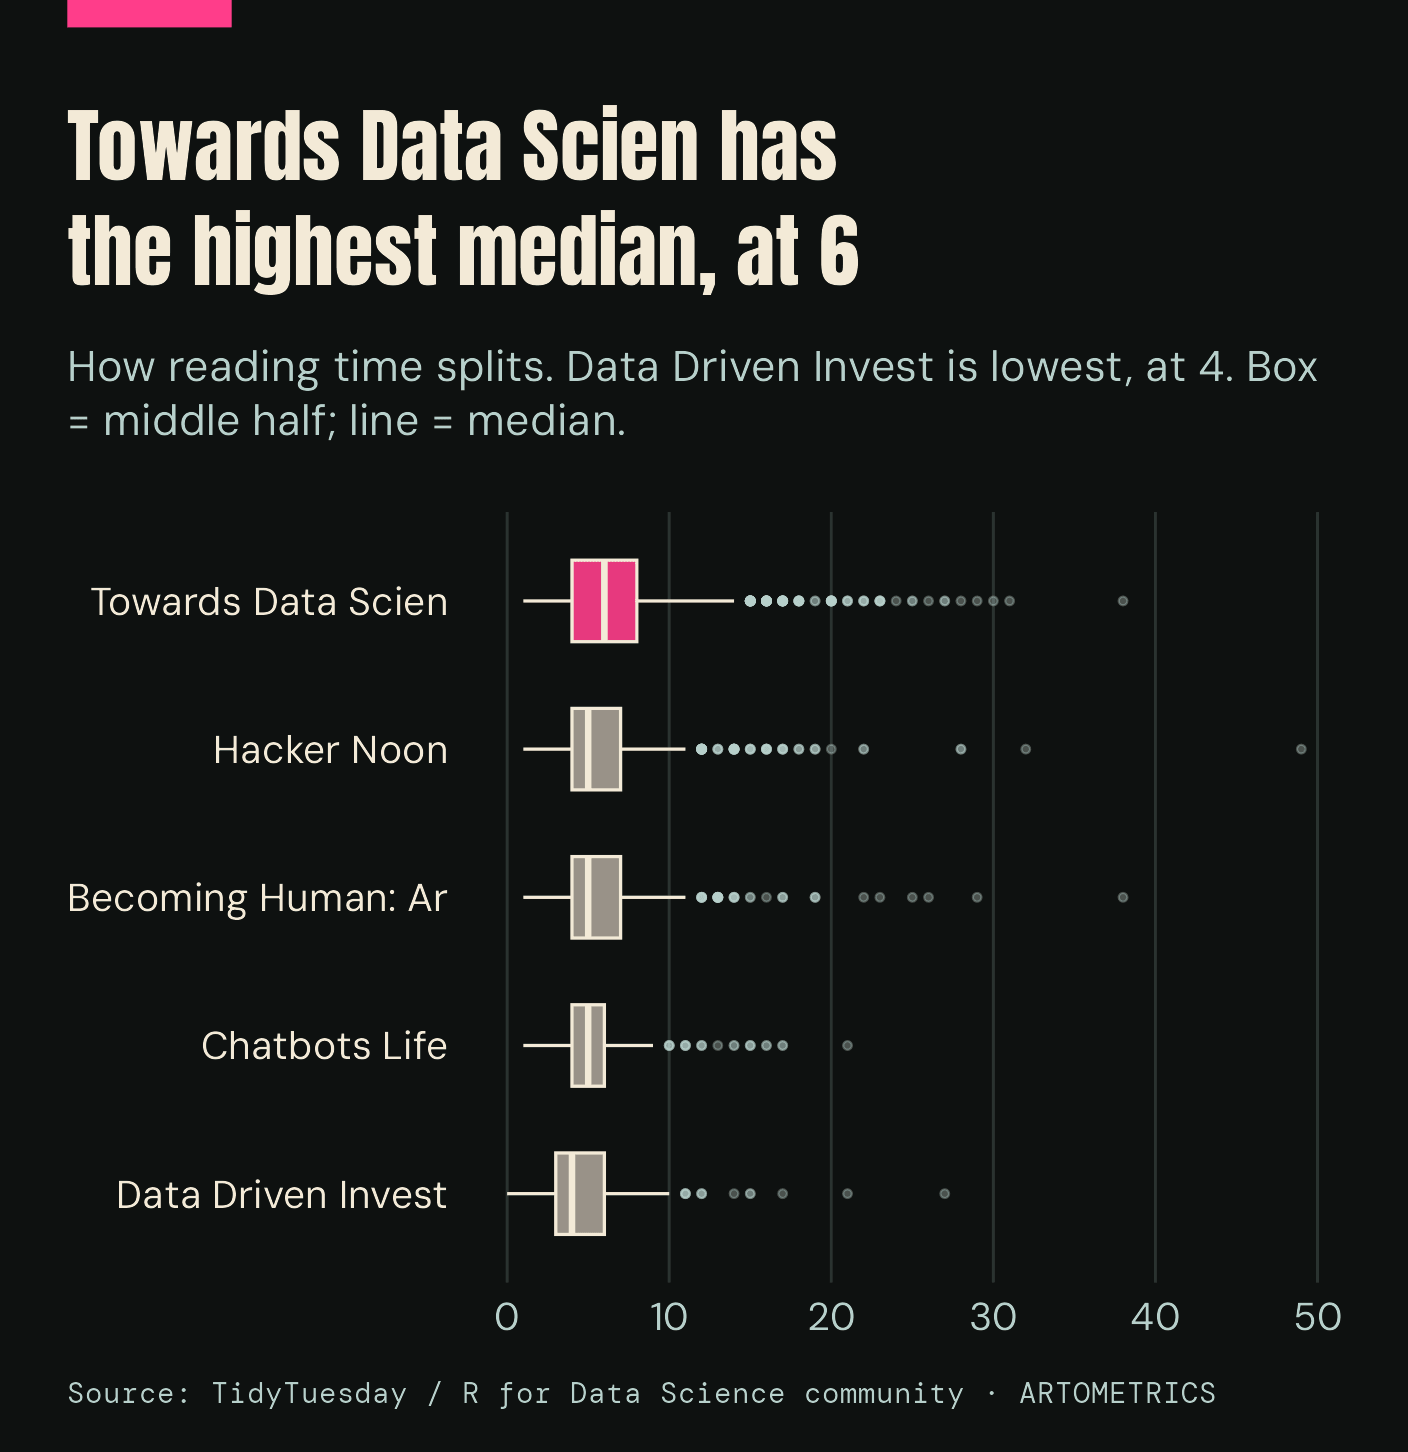 Towards Data Scien has
the highest median, at 6
How reading time splits. Data Driven Invest is lowest, at 4. Box
= middle half; line = median.
Towards Data Scien
Hacker Noon
Becoming Human: Ar
Chatbots Life
Data Driven Invest
0 10 20 30 40 50
Source: TidyTuesday / R for Data Science community · ARTOMETRICS